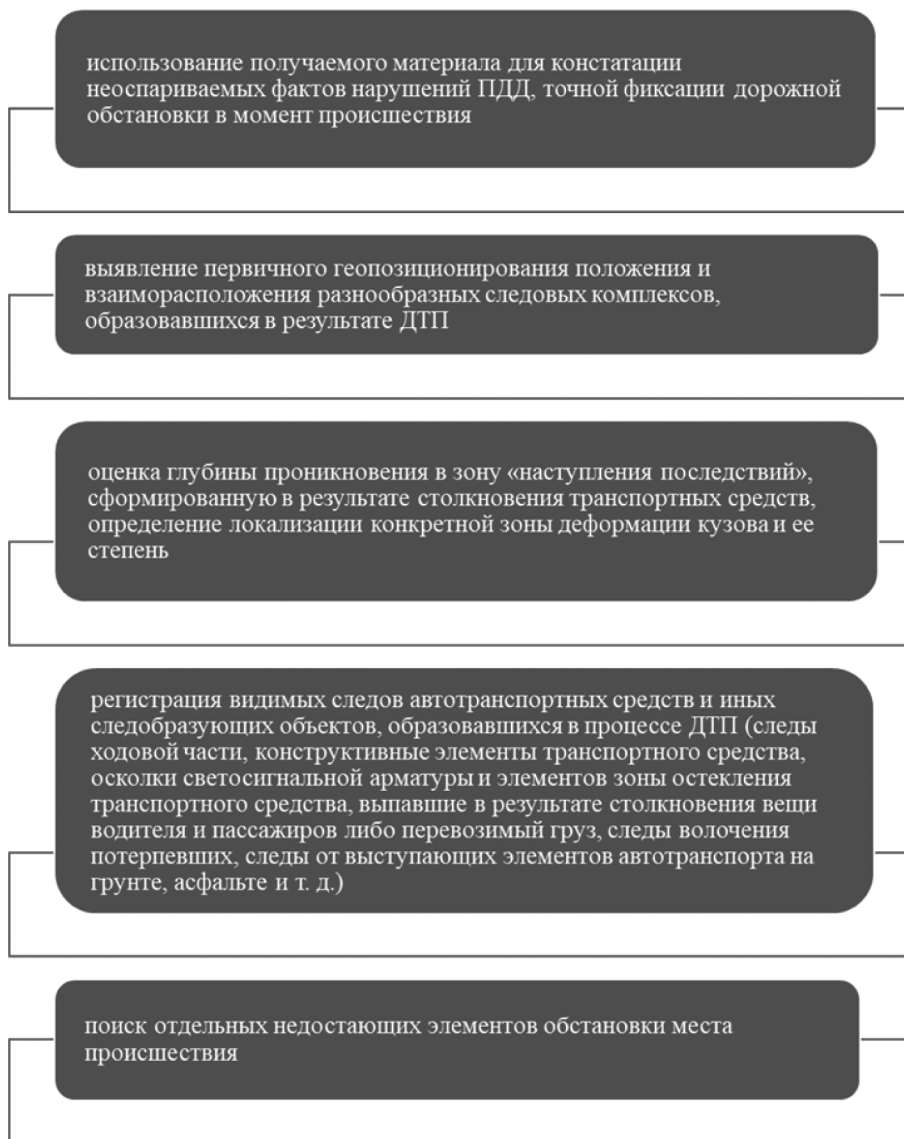 использование получаемого материала для констатации
неоспариваемых фактов нарушений ПДД, точной фиксации дорожной
обстановки в момент происшествия
выявление первичного геопозиционирования положения и
взаиморасположения разнообразных следовых комплексов,
образовавшихся в результате ДТП
оценка глубины проникновения в зону «наступления последствий»,
сформированную в результате столкновения транспортных средств,
определение локализации конкретной зоны деформации кузова и ее
степень
регистрация видимых следов автотранспортных средств и иных
следобразующих объектов, образовавшихся в процессе ДТП (следы
ходовой части, конструктивные элементы транспортного средства,
осколки светосигнальной арматуры и элементов зоны остекления
транспортного средства, выпавшие в результате столкновения вещи
водителя и пассажиров либо перевозимый груз, следы волочения
потерпевших, следы от выступающих элементов автотранспорта на
грунте, асфальте и т. д.)
поиск отдельных недостающих элементов обстановки места
происшествия